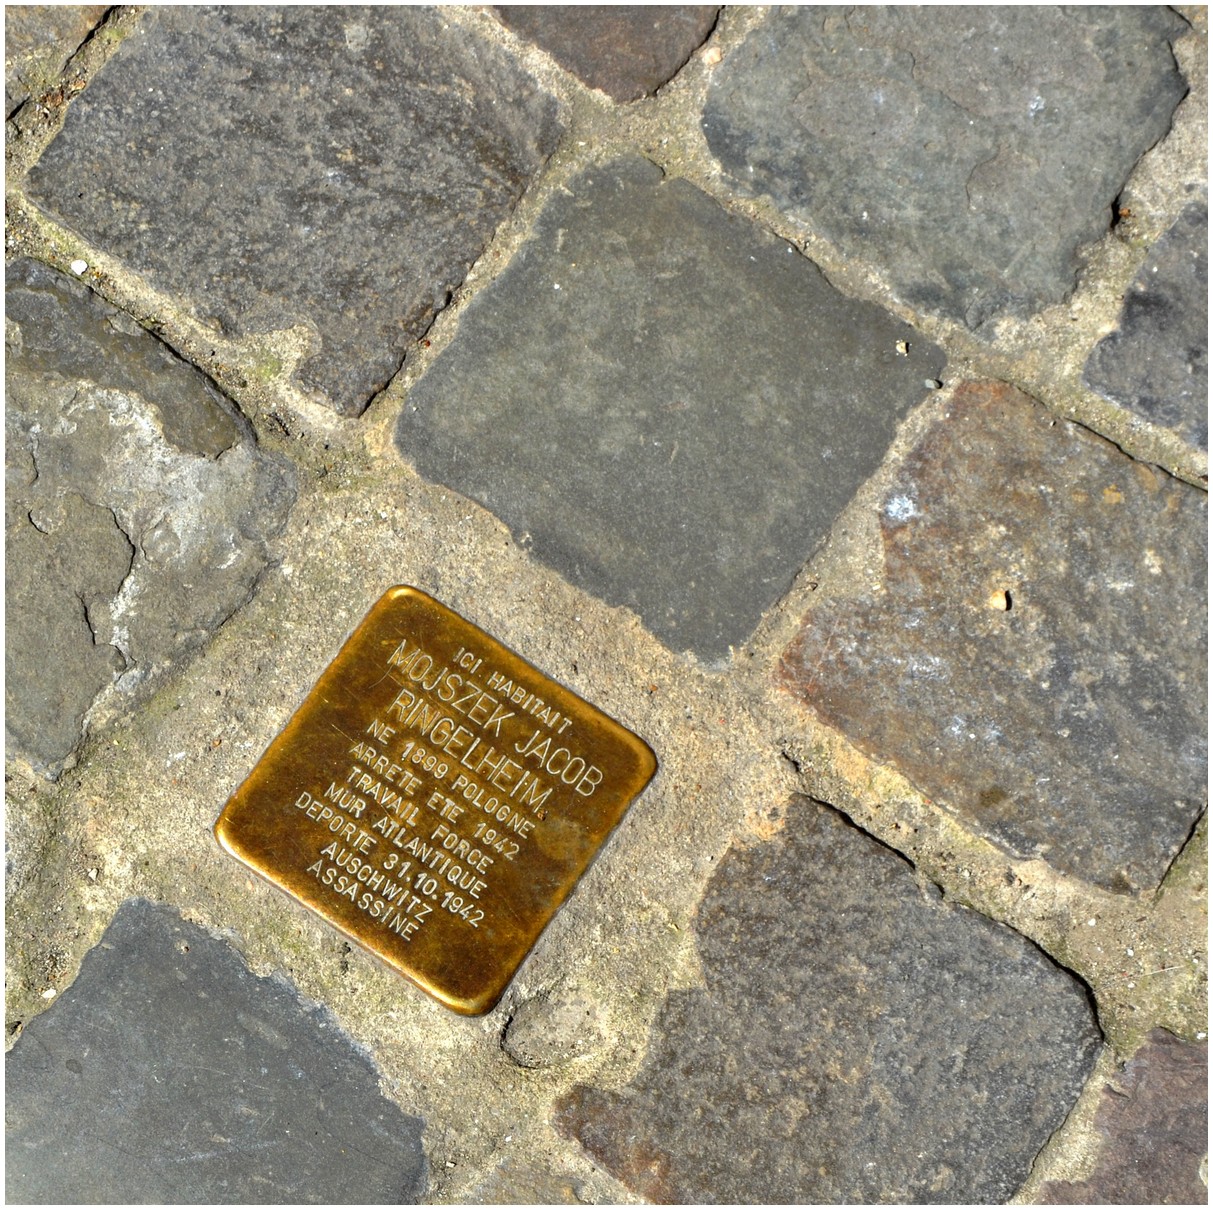 ICI HABITAIT
MOJSZEK JACOB
RINGELHEIM
NE 1899 POLOGNE
ARRETE ETE 1942
TRAVAIL FORCE
MUR ATLANTIQUE
DEPORTE 31.10.1942
AUSCHWITZ
ASSASSINE